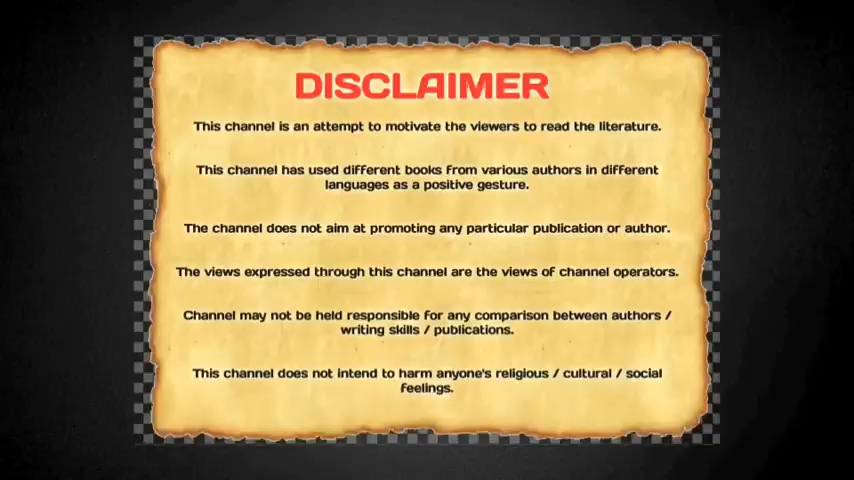 DISCLAIMER
This channel is an attempt to motivate the viewers to read the literature.
This channel has used different books from various authors in different
languages as a positive gesture.
The channel does not aim at promoting any particular publication or author.
The views expressed through this channel are the views of channel operators.
Channel may not be held responsible for any comparison between authors /
writing skills / publications.
This channel does not intend to harm anyone's religious / cultural / social
feelings.